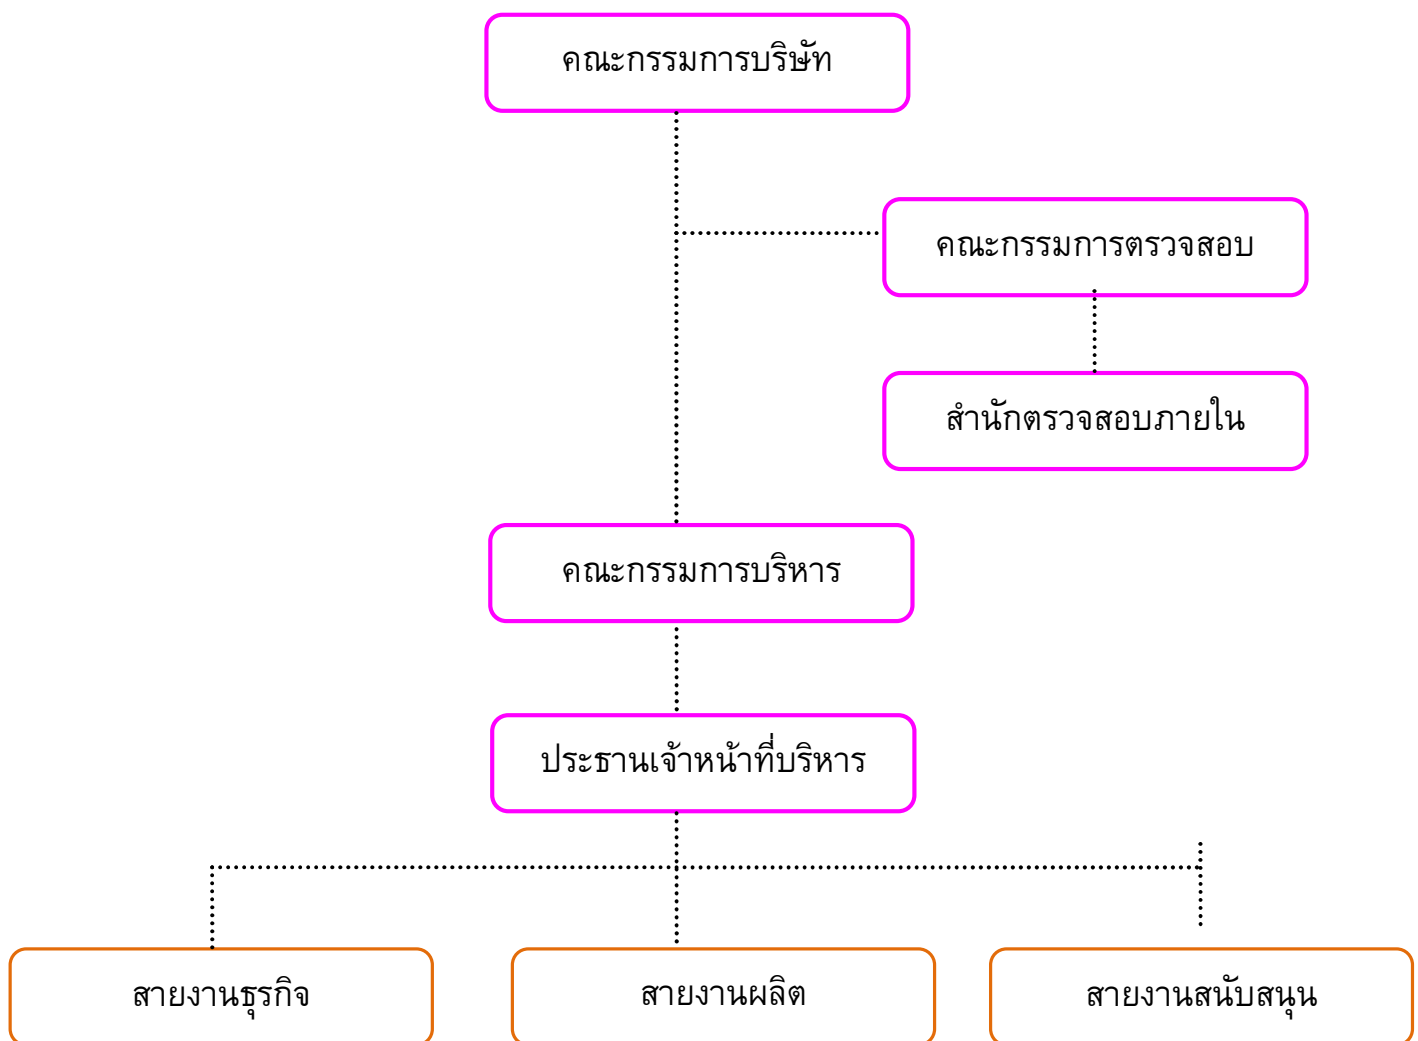 คณะกรรมการบริษัท
คณะกรรมการตรวจสอบ
สำนักตรวจสอบภายใน
คณะกรรมการบริหาร
ประธานเจ้าหน้าที่บริหาร
สายงานธุรกิจ
สายงานผลิต
สายงานสนับสนุน